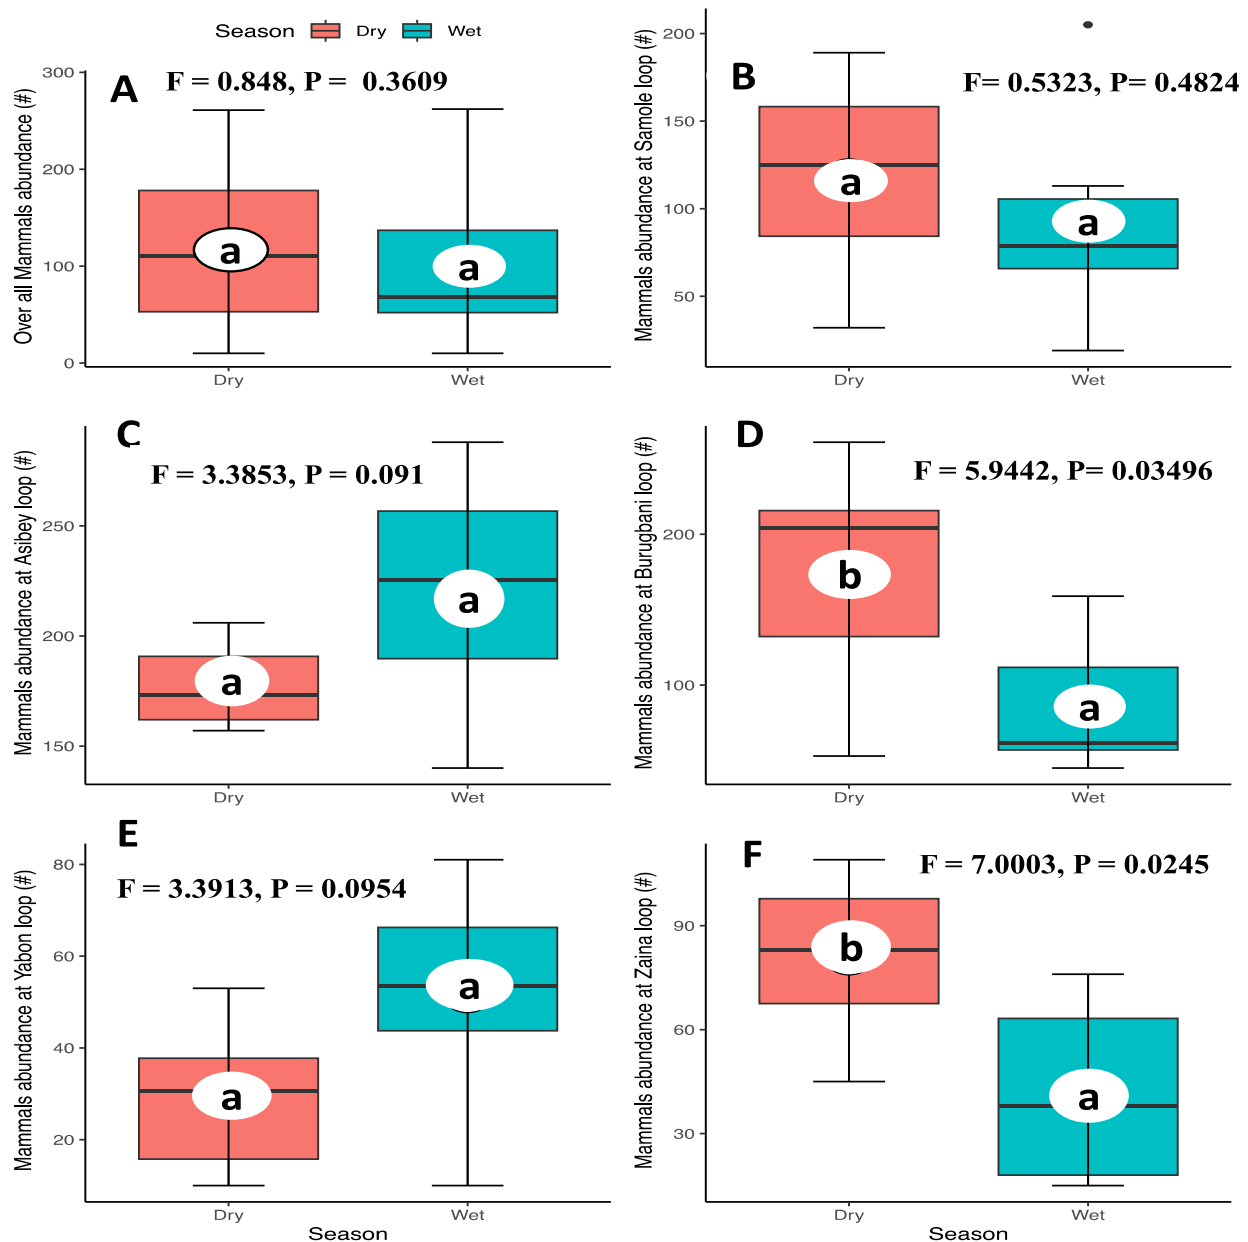 Season Dry Wet
A F = 0.848, P = 0.3609
Over all Mammals abundance (#)
300
200
100
0
a a
Dry Wet
B F= 0.5323, P= 0.4824
Mammals abundance at Samole loop (#)
200
150
100
50
a a
Dry Wet
C
F = 3.3853, P = 0.091
Mammals abundance at Asibey loop (#)
250
200
150
a a
Dry Wet
D
F = 5.9442, P= 0.03496
Mammals abundance at Burugbani loop (#)
200
100
b a
Dry Wet
E
F = 3.3913, P = 0.0954
Mammals abundance at Yabon loop (#)
80
60
40
20
a a
Dry Wet
Season
F F = 7.0003, P = 0.0245
Mammals abundance at Zaina loop (#)
90
60
30
b a
Dry Wet
Season